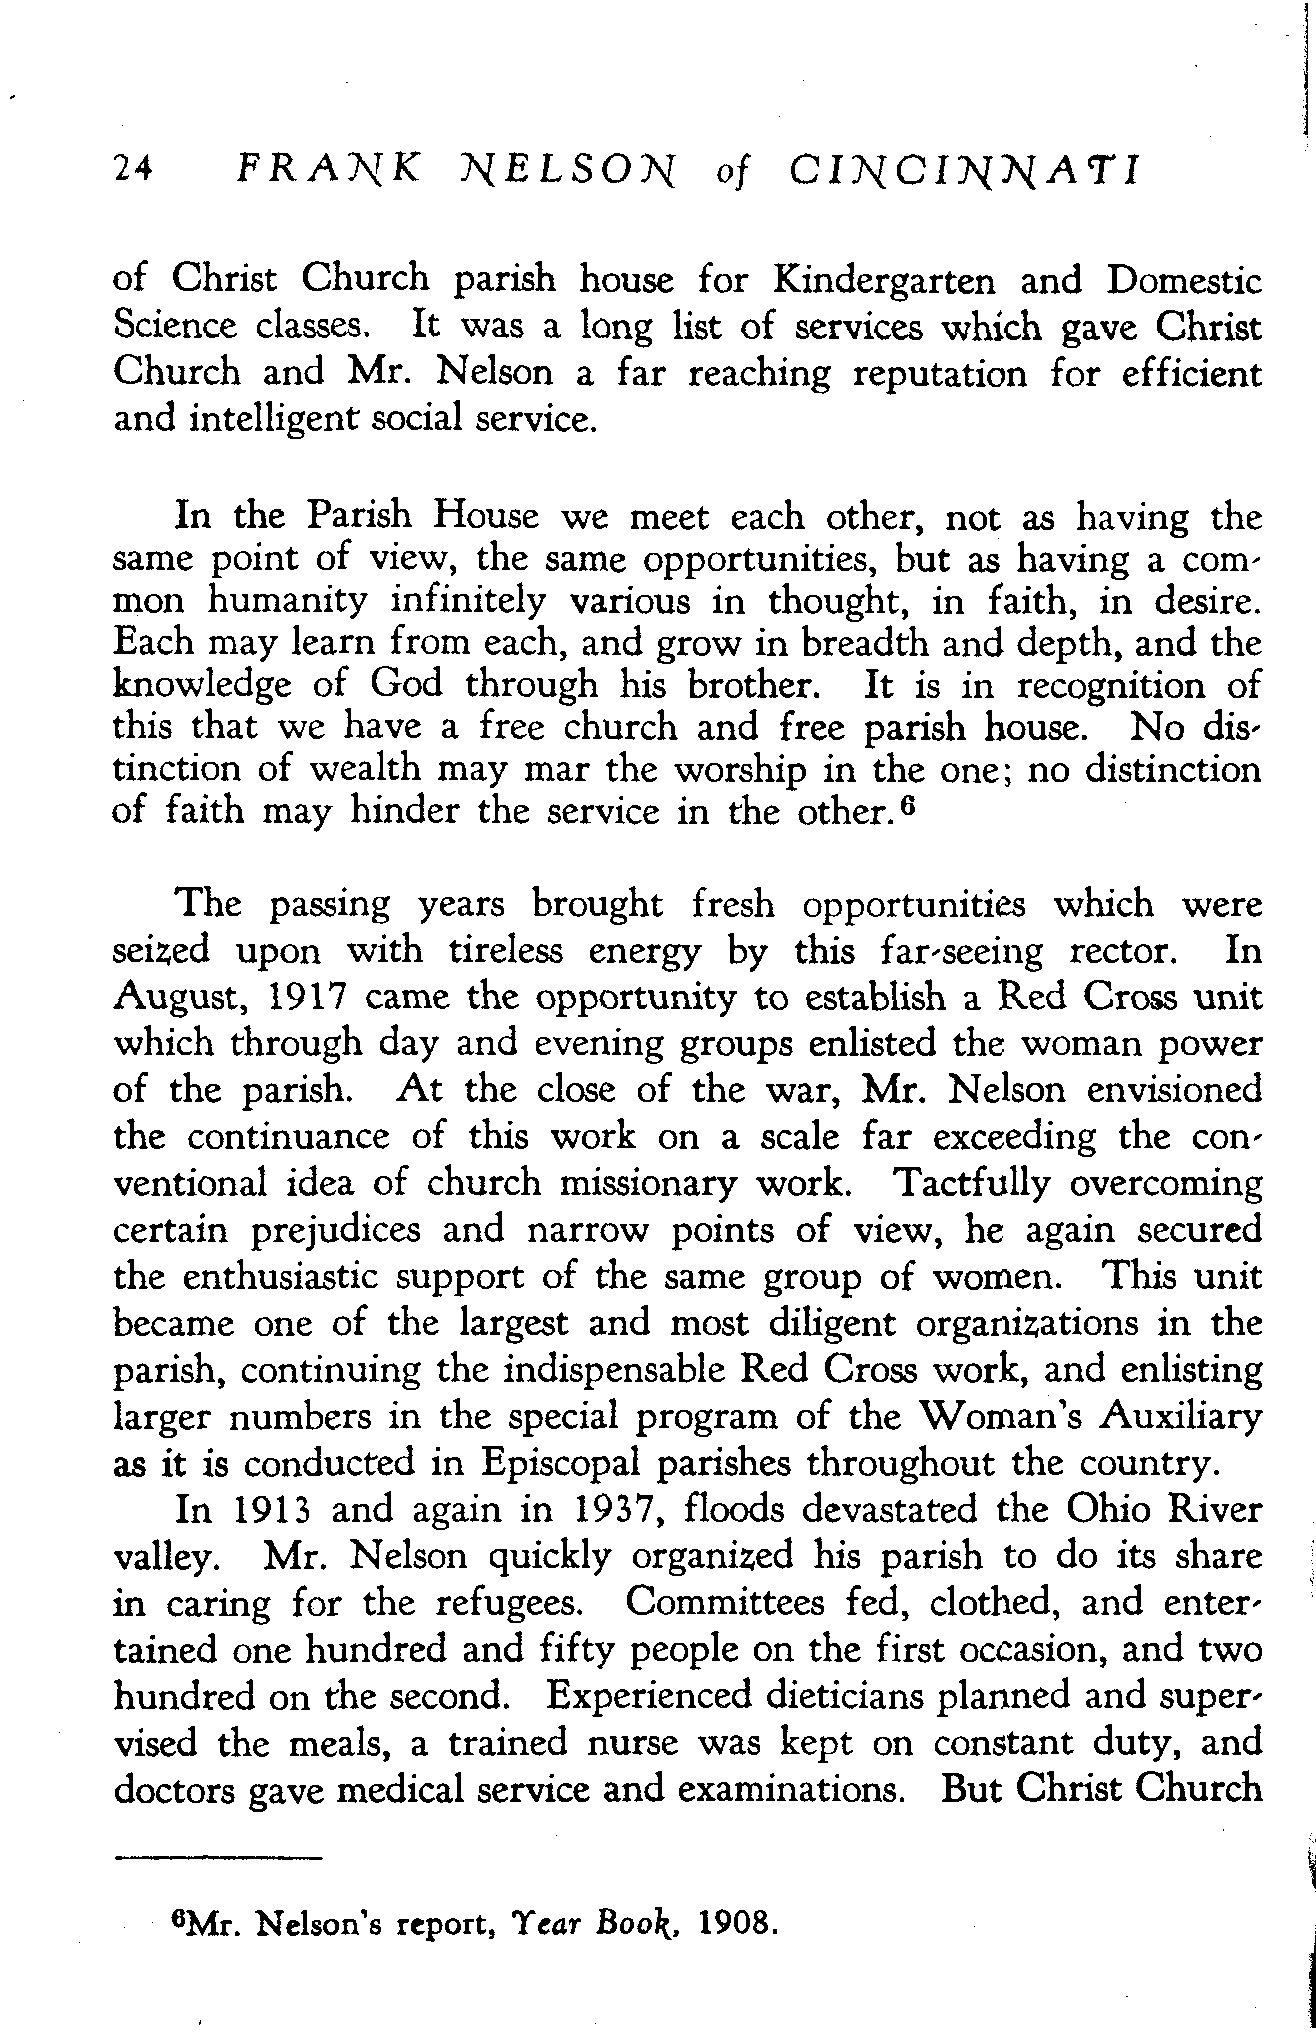 24 FRANK NELSON of CINCINNATI
of Christ Church parish house for Kindergarten and Domestic
Science classes. It was a long list of services which gave Christ
Church and Mr. Nelson a far reaching reputation for efficient
and intelligent social service.
In the Parish House we meet each other, not as having the
same point of view, the same opportunities, but as having a com-
mon humanity infinitely various in thought, in faith, in desire.
Each may learn from each, and grow in breadth and depth, and the
knowledge of God through his brother. It is in recognition of
this that we have a free church and free parish house. No dis-
tinction of wealth may mar the worship in the one; no distinction
of faith may hinder the service in the other.⁶
The passing years brought fresh opportunities which were
seized upon with tireless energy by this far-seeing rector. In
August, 1917 came the opportunity to establish a Red Cross unit
which through day and evening groups enlisted the woman power
of the parish. At the close of the war, Mr. Nelson envisioned
the continuance of this work on a scale far exceeding the con-
ventional idea of church missionary work. Tactfully overcoming
certain prejudices and narrow points of view, he again secured
the enthusiastic support of the same group of women. This unit
became one of the largest and most diligent organizations in the
parish, continuing the indispensable Red Cross work, and enlisting
larger numbers in the special program of the Woman's Auxiliary
as it is conducted in Episcopal parishes throughout the country.
In 1913 and again in 1937, floods devastated the Ohio River
valley. Mr. Nelson quickly organized his parish to do its share
in caring for the refugees. Committees fed, clothed, and enter-
tained one hundred and fifty people on the first occasion, and two
hundred on the second. Experienced dieticians planned and super-
vised the meals, a trained nurse was kept on constant duty, and
doctors gave medical service and examinations. But Christ Church
⁶Mr. Nelson's report, Year Book, 1908.